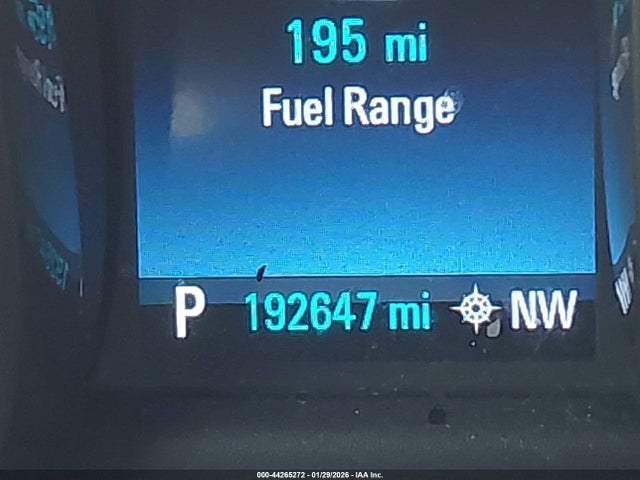 195 mi
Fuel Range
P 192647 mi NW
000-44265272 - 01/29/2026 - IAA Inc.